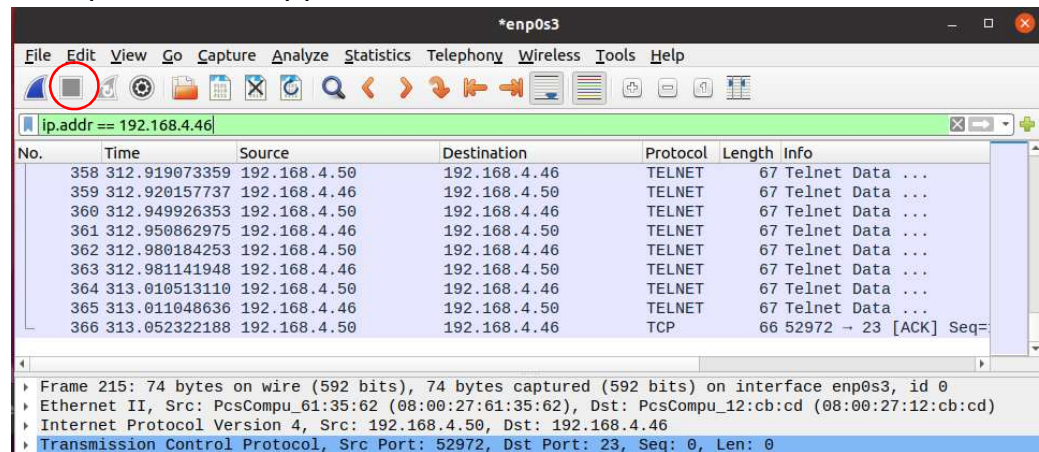 *enp0s3
File Edit View Go Capture Analyze Statistics Telephony Wireless Tools Help
ip.addr == 192.168.4.46
No. Time Source Destination Protocol Length Info
358 312.919073359 192.168.4.50 192.168.4.46 TELNET 67 Telnet Data ...
359 312.920157737 192.168.4.46 192.168.4.50 TELNET 67 Telnet Data ...
360 312.949926353 192.168.4.50 192.168.4.46 TELNET 67 Telnet Data ...
361 312.950862975 192.168.4.46 192.168.4.50 TELNET 67 Telnet Data ...
362 312.980184253 192.168.4.50 192.168.4.46 TELNET 67 Telnet Data ...
363 312.981141948 192.168.4.46 192.168.4.50 TELNET 67 Telnet Data ...
364 313.010513110 192.168.4.50 192.168.4.46 TELNET 67 Telnet Data ...
365 313.011048636 192.168.4.46 192.168.4.50 TELNET 67 Telnet Data ...
366 313.052322188 192.168.4.50 192.168.4.46 TCP 66 52972 → 23 [ACK] Seq=
Frame 215: 74 bytes on wire (592 bits), 74 bytes captured (592 bits) on interface enp0s3, id 0
Ethernet II, Src: PcsCompu_61:35:62 (08:00:27:61:35:62), Dst: PcsCompu_12:cb:cd (08:00:27:12:cb:cd)
Internet Protocol Version 4, Src: 192.168.4.50, Dst: 192.168.4.46
Transmission Control Protocol, Src Port: 52972, Dst Port: 23, Seq: 0, Len: 0